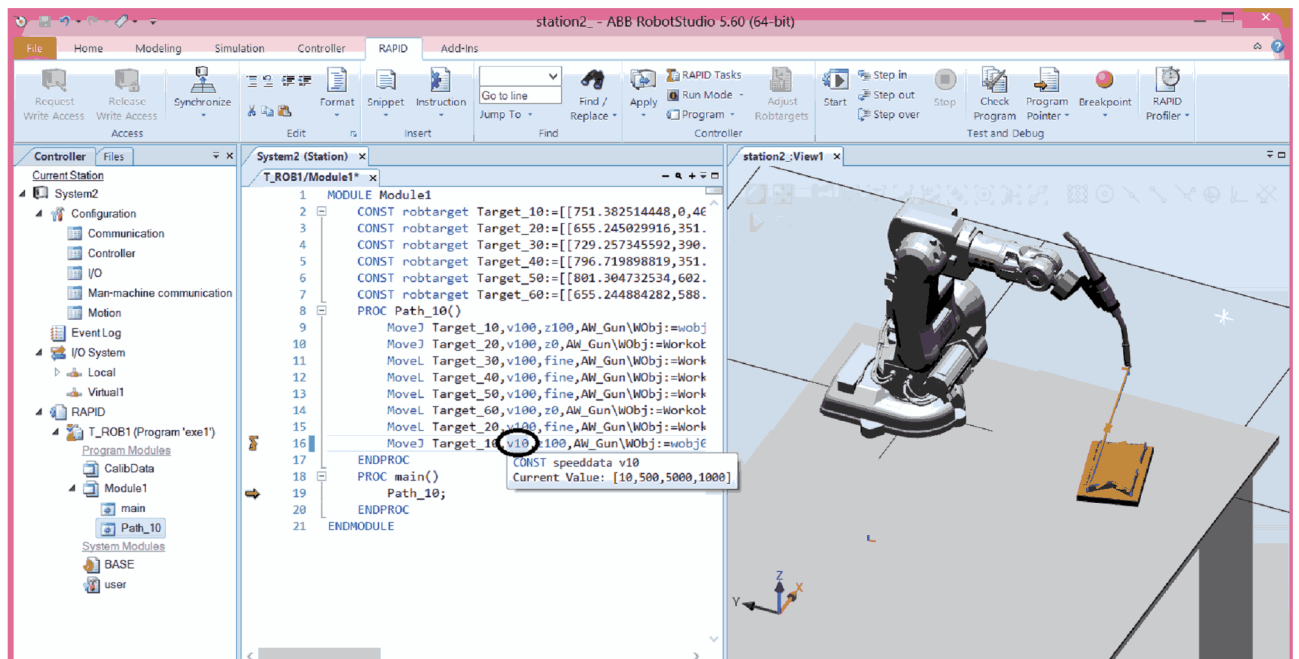 station2_ - ABB RobotStudio 5.60 (64-bit)
File Home Modeling Simulation Controller RAPID Add-Ins
Request Write Access
Release Write Access
Synchronize
Access
Format
Edit
Snippet
Instruction
Insert
Go to line
Jump To
Find / Replace
Find
Apply
RAPID Tasks
Run Mode
Program
Adjust Robtargets
Controller
Start
Step in
Step out
Step over
Stop
Check Program
Program Pointer
Breakpoint
Test and Debug
RAPID Profiler
Controller Files
Current Station
System2
Configuration
Communication
Controller
I/O
Man-machine communication
Motion
Event Log
I/O System
Local
Virtual1
RAPID
T_ROB1 (Program 'exe1')
Program Modules
CalibData
Module1
main
Path_10
System Modules
BASE
user
System2 (Station)
T_ROB1/Module1*
1 MODULE Module1
2 CONST robtarget Target_10:=[[751.382514448,0,46
3 CONST robtarget Target_20:=[[655.245029916,351.
4 CONST robtarget Target_30:=[[729.257345592,390.
5 CONST robtarget Target_40:=[[796.719898819,351.
6 CONST robtarget Target_50:=[[801.304732534,602.
7 CONST robtarget Target_60:=[[655.244884282,588.
8 PROC Path_10()
9 MoveJ Target_10,v100,z100,AW_Gun\WObj:=wobj
10 MoveJ Target_20,v100,z0,AW_Gun\WObj:=Workob
11 MoveL Target_30,v100,fine,AW_Gun\WObj:=Work
12 MoveL Target_40,v100,fine,AW_Gun\WObj:=Work
13 MoveL Target_50,v100,fine,AW_Gun\WObj:=Work
14 MoveL Target_60,v100,z0,AW_Gun\WObj:=Workob
15 MoveL Target_20,v100,fine,AW_Gun\WObj:=Work
16 MoveJ Target_10,v10,z100,AW_Gun\WObj:=wobj0
17 ENDPROC
18 PROC main()
19 Path_10;
20 ENDPROC
21 ENDMODULE
CONST speeddata v10
Current Value: [10,500,5000,1000]
station2_:View1
Z
X
Y